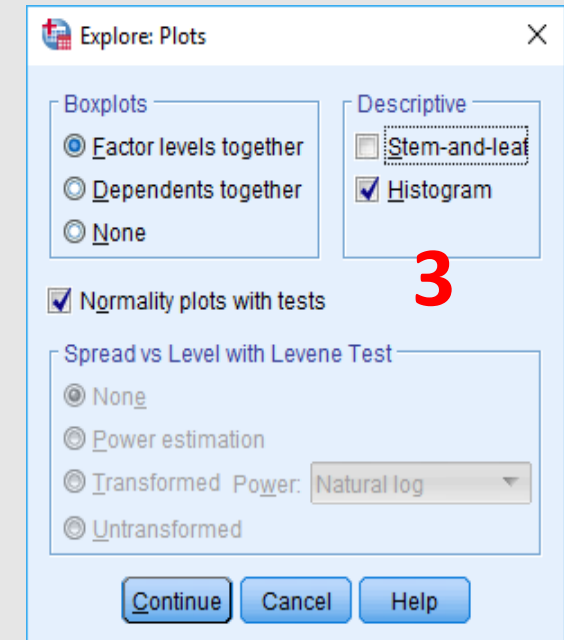 Explore: Plots
Boxplots
Factor levels together
Dependents together
None
Descriptive
Stem-and-leaf
Histogram
3
Normality plots with tests
Spread vs Level with Levene Test
None
Power estimation
Transformed Power: Natural log
Untransformed
Continue Cancel Help